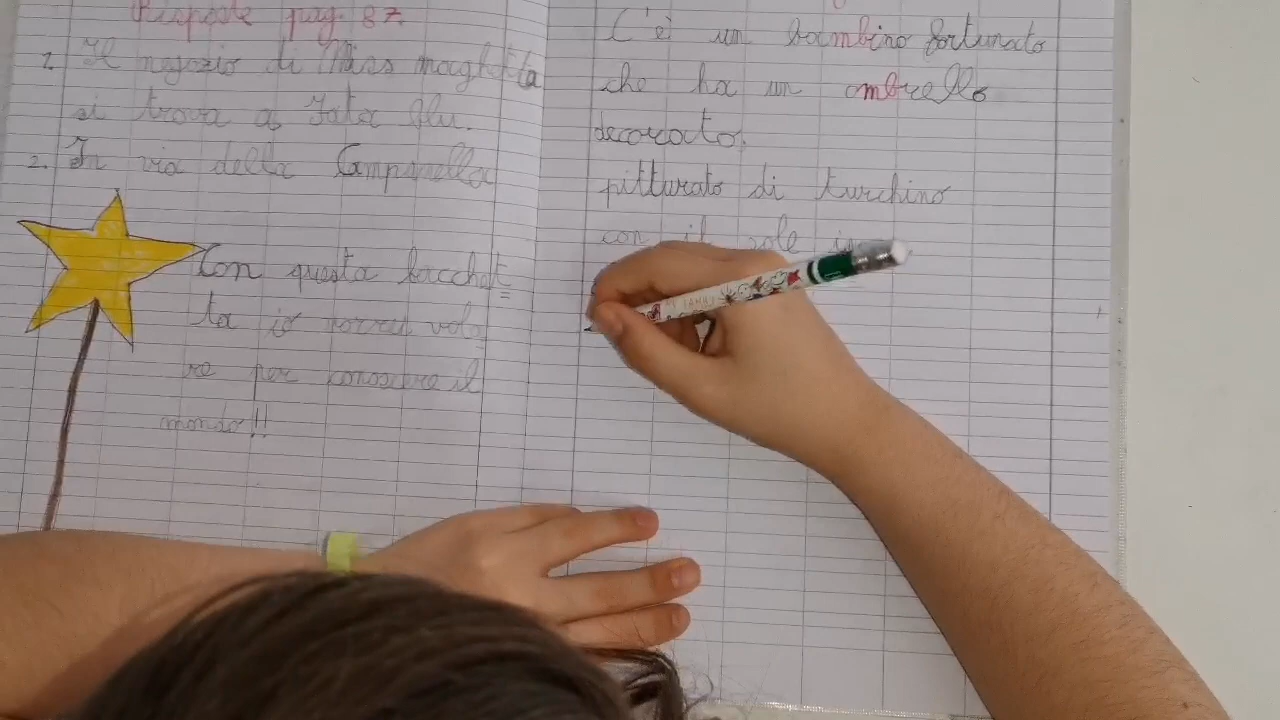 Risposte pag. 87
1. Il negozio di Miss
si trova a Fata Flu.
2. In via della Campanella
Con questa bacchet
ta io vorrei vola
re per conoscere il
mondo!!
C'è un bambino fortunato
che ha un ombrello
decorato,
pitturato di turchino
con il sole